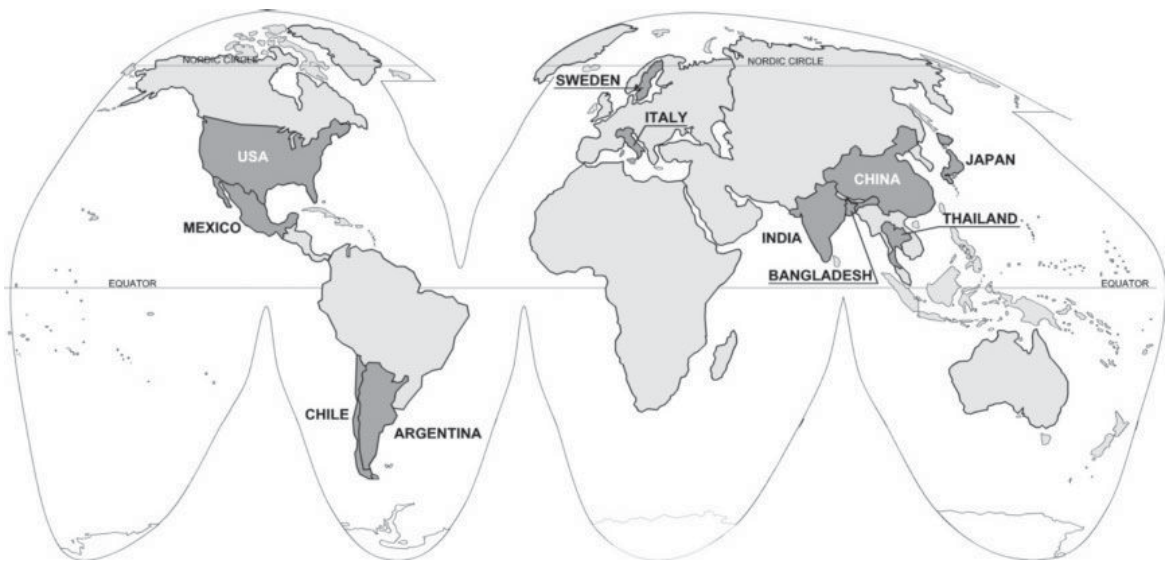 NORDIC CIRCLE
NORDIC CIRCLE
SWEDEN
ITALY
USA
JAPAN
CHINA
MEXICO
THAILAND
INDIA
BANGLADESH
EQUATOR
EQUATOR
CHILE
ARGENTINA